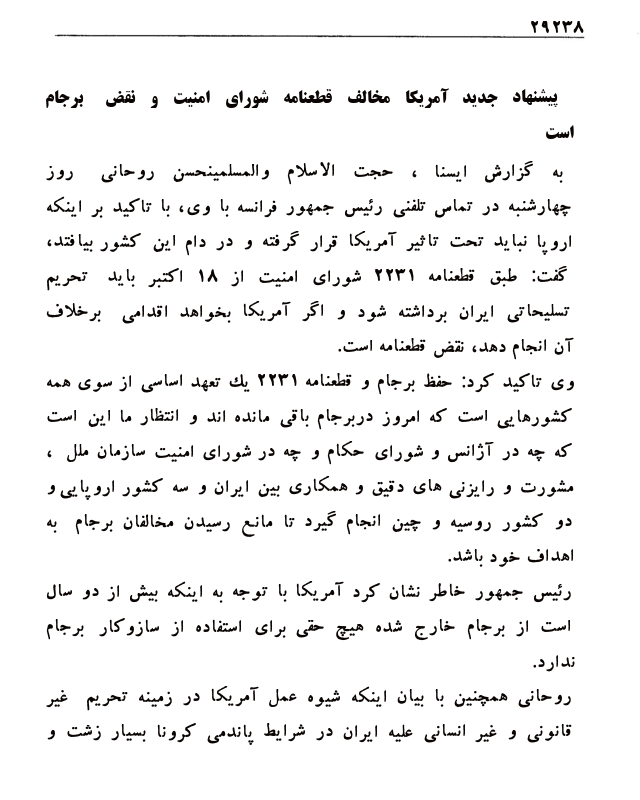 ۲۹۲۳۸
پیشنهاد جدید آمریکا مخالف قطعنامه شورای امنیت و نقض برجام
است
به گزارش ایسنا ، حجت الاسلام والمسلمینحسن روحانی روز
چهارشنبه در تماس تلفنی رئیس جمهور فرانسه با وی، با تاکید بر اینکه
اروپا نباید تحت تاثیر آمریکا قرار گرفته و در دام این کشور بیافتد،
گفت: طبق قطعنامه ۲۲۳۱ شورای امنیت از ۱۸ اکتبر باید تحریم
تسلیحاتی ایران برداشته شود و اگر آمریکا بخواهد اقدامی برخلاف
آن انجام دهد، نقض قطعنامه است.
وی تاکید کرد: حفظ برجام و قطعنامه ۲۲۳۱ یك تعهد اساسی از سوی همه
کشورهایی است که امروز دربرجام باقی مانده اند و انتظار ما این است
که چه در آژانس و شورای حکام و چه در شورای امنیت سازمان ملل ،
مشورت و رایزنی های دقیق و همکاری بین ایران و سه کشور اروپایی و
دو کشور روسیه و چین انجام گیرد تا مانع رسیدن مخالفان برجام به
اهداف خود باشد.
رئیس جمهور خاطر نشان کرد آمریکا با توجه به اینکه بیش از دو سال
است از برجام خارج شده هیچ حقی برای استفاده از سازوکار برجام
ندارد.
روحانی همچنین با بیان اینکه شیوه عمل آمریکا در زمینه تحریم غیر
قانونی و غیر انسانی علیه ایران در شرایط پاندمی کرونا بسیار زشت و